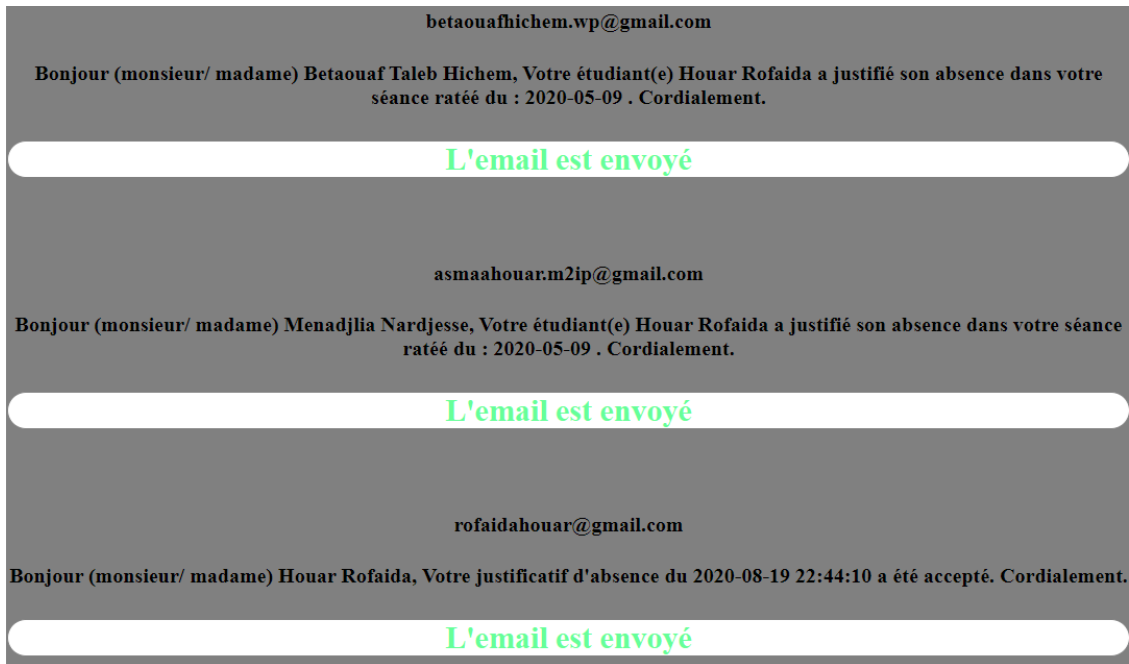 betaouafhichem.wp@gmail.com
Bonjour (monsieur/ madame) Betaouaf Taleb Hichem, Votre étudiant(e) Houar Rofaida a justifié son absence dans votre
séance ratéé du : 2020-05-09 . Cordialement.
L'email est envoyé
asmaahouar.m2ip@gmail.com
Bonjour (monsieur/ madame) Menadjlia Nardjesse, Votre étudiant(e) Houar Rofaida a justifié son absence dans votre séance
ratéé du : 2020-05-09 . Cordialement.
L'email est envoyé
rofaidahouar@gmail.com
Bonjour (monsieur/ madame) Houar Rofaida, Votre justificatif d'absence du 2020-08-19 22:44:10 a été accepté. Cordialement.
L'email est envoyé